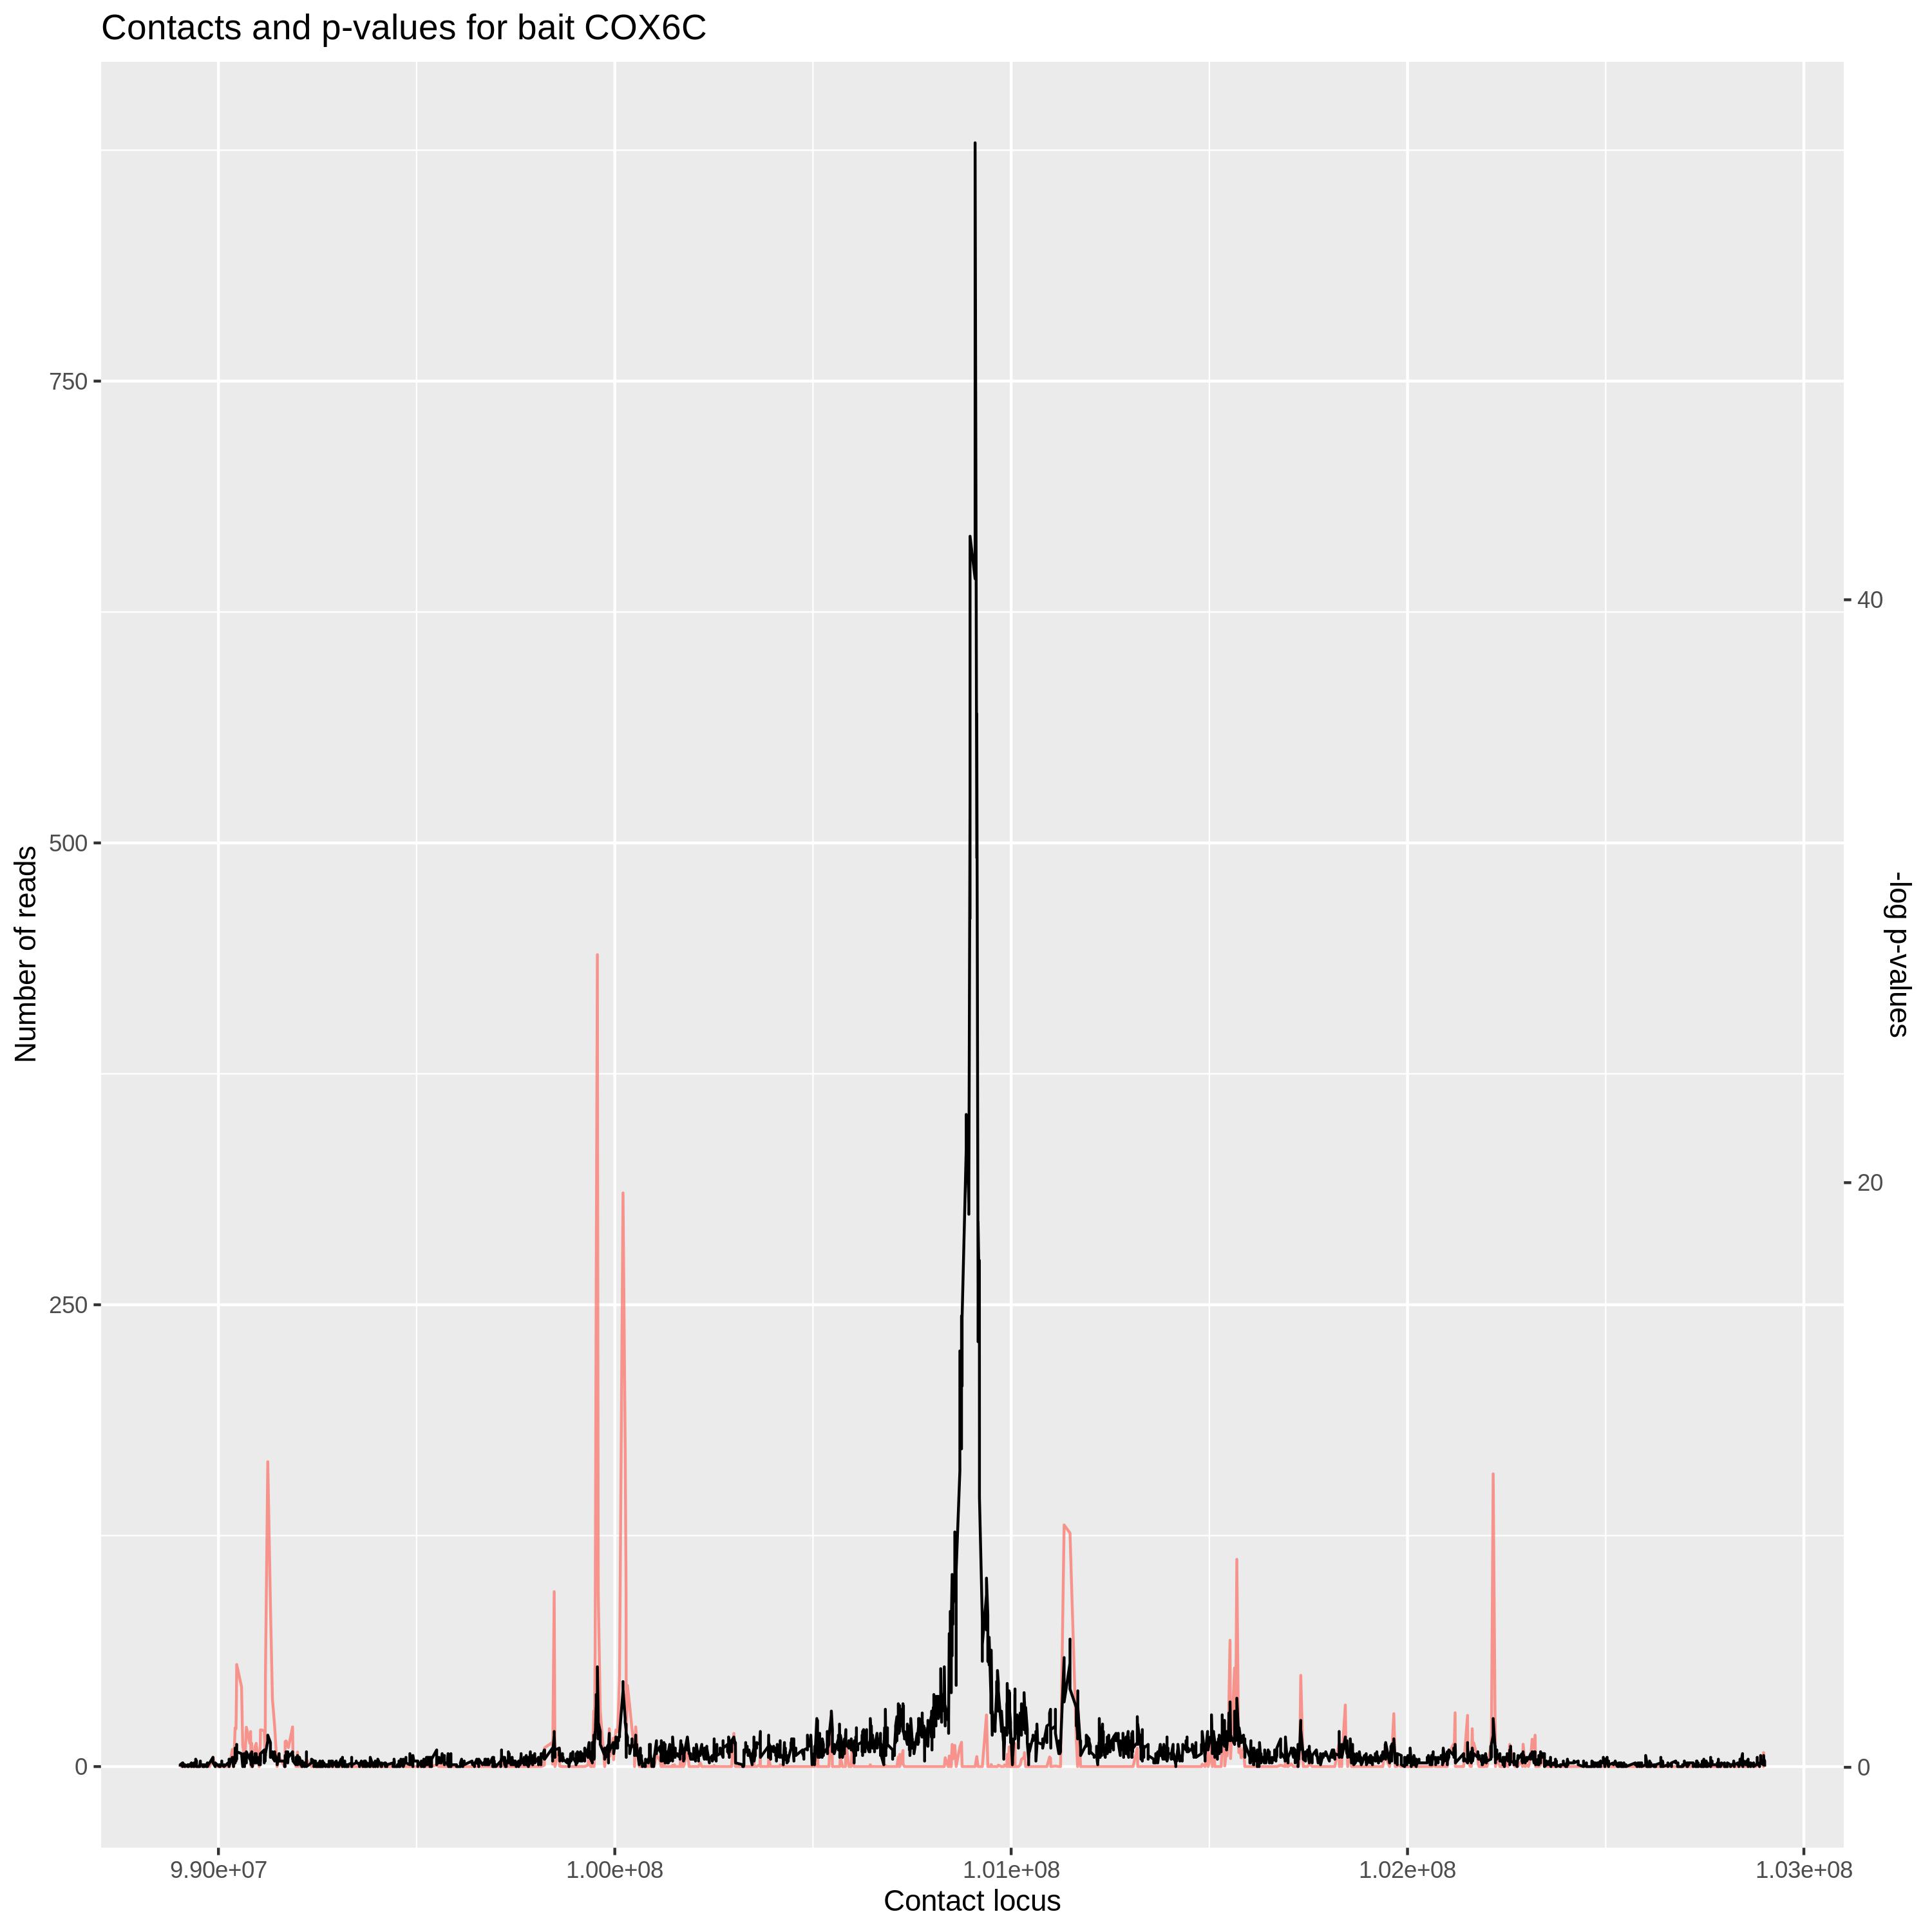 Contacts and p-values for bait COX6C
Number of reads
750
500
250
0
-log p-values
40
20
0
9.90e+07
1.00e+08
1.01e+08
1.02e+08
1.03e+08
Contact locus